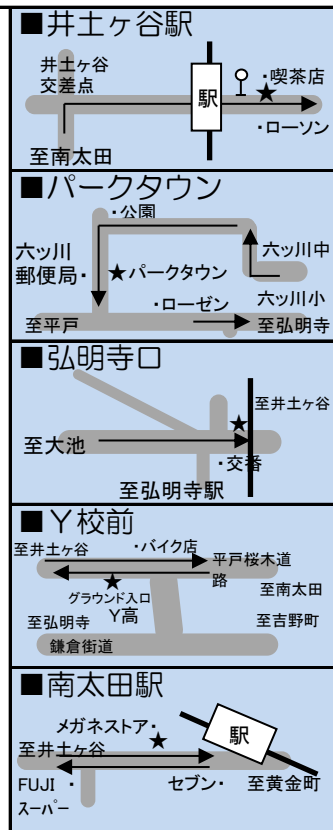 ■井土ヶ谷駅
井土ヶ谷
交差点
駅
・喫茶店
★
・ローソン
至南太田
■パークタウン
・公園
六ッ川
郵便局・
★パークタウン
六ッ川中
・ローゼン
六ッ川小
至平戸
至弘明寺
■弘明寺口
至井土ヶ谷
★
至大池
・交番
至弘明寺駅
■Y校前
至井土ヶ谷
・バイク店
平戸桜木道
路
★
グラウンド入口
Y高
至南太田
至弘明寺
至吉野町
鎌倉街道
■南太田駅
メガネストア・
★
駅
至井土ヶ谷
FUJI・
スーパー
セブン・
至黄金町